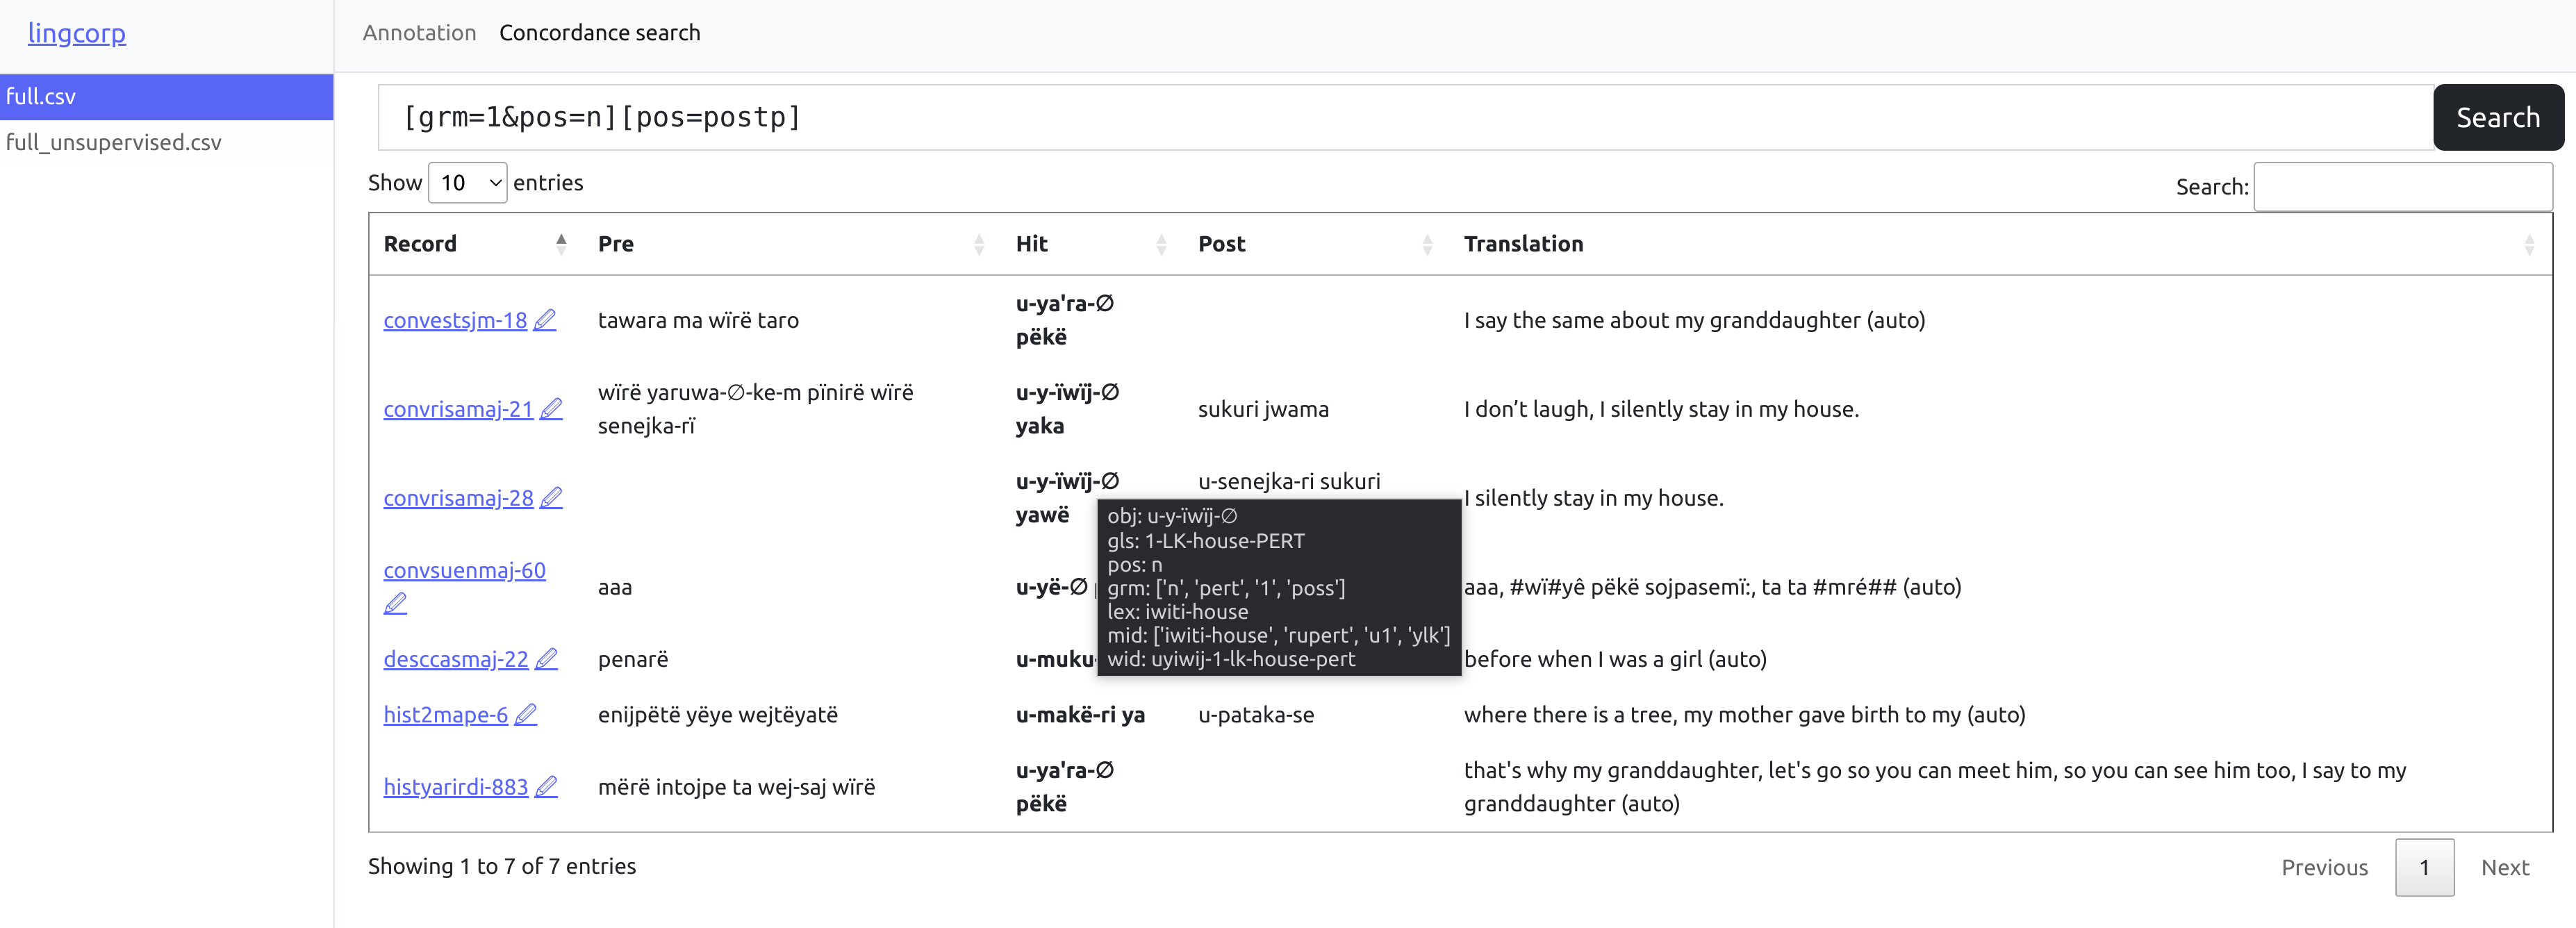 lingcorp
Annotation Concordance search
full.csv
full_unsupervised.csv
[grm=1&pos=n][pos=postp]
Search
Show 10 entries
Search:
Record Pre Hit Post Translation
convestsjm-18 tawara ma wïrë taro u-ya'ra-∅ pëkë I say the same about my granddaughter (auto)
convrisamaj-21 wïrë yaruwa-∅-ke-m pïnirë wïrë senejka-rï u-y-ïwïj-∅ yaka sukuri jwama I don’t laugh, I silently stay in my house.
convrisamaj-28 u-y-ïwïj-∅ yawë u-senejka-ri sukuri I silently stay in my house.
convsuenmaj-60 aaa u-yë-∅ aaa, #wï#yê pëkë sojpasemï:, ta ta #mré## (auto)
desccasmaj-22 penarë u-muku- before when I was a girl (auto)
hist2mape-6 enijpëtë yëye wejtëyatë u-makë-ri ya u-pataka-se where there is a tree, my mother gave birth to my (auto)
histyarirdi-883 mërë intojpe ta wej-saj wïrë u-ya'ra-∅ pëkë that's why my granddaughter, let's go so you can meet him, so you can see him too, I say to my granddaughter (auto)
obj: u-y-ïwïj-∅
gls: 1-LK-house-PERT
pos: n
grm: ['n', 'pert', '1', 'poss']
lex: iwiti-house
mid: ['iwiti-house', 'rupert', 'u1', 'ylk']
wid: uyiwij-1-lk-house-pert
Showing 1 to 7 of 7 entries
Previous 1 Next